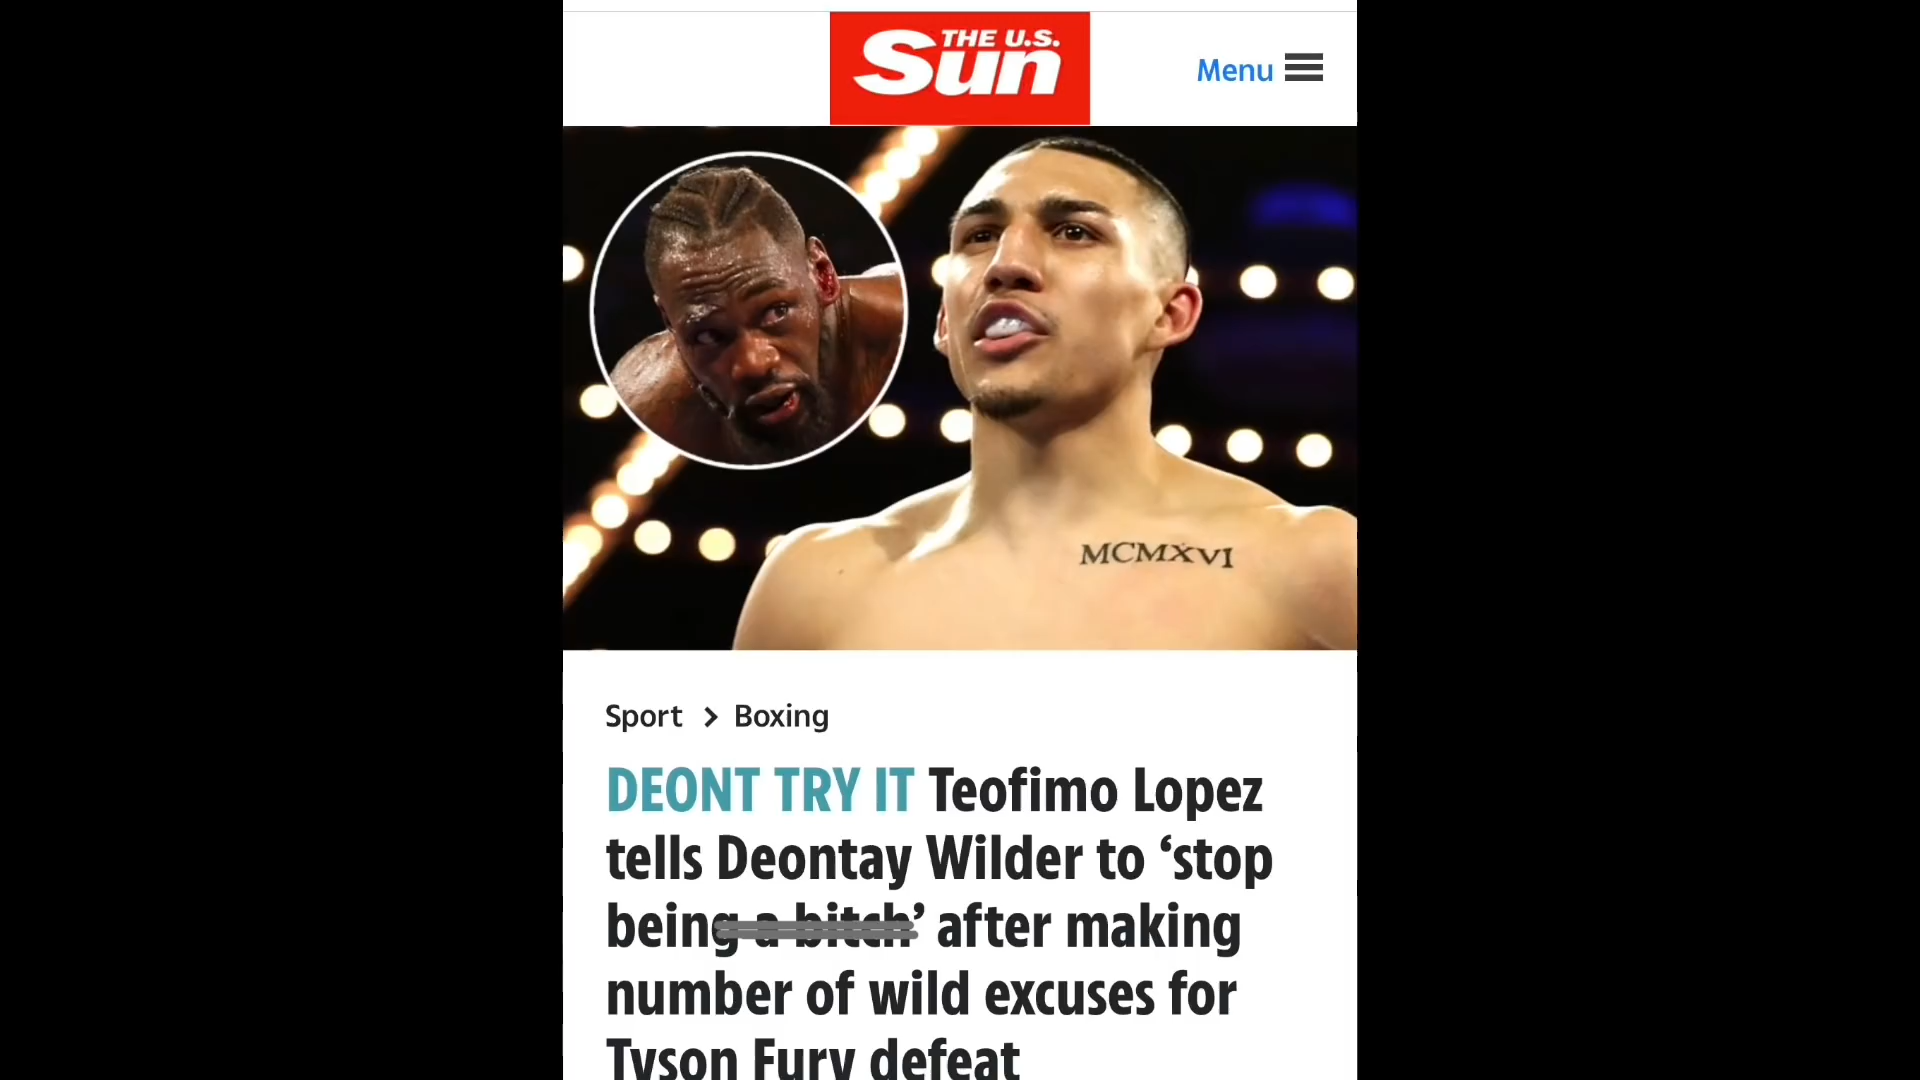 THE U.S.
Sun
Menu
MCMXVI
Sport > Boxing
DEONT TRY IT Teofimo Lopez
tells Deontay Wilder to ‘stop
being a bitch’ after making
number of wild excuses for
Tyson Fury defeat